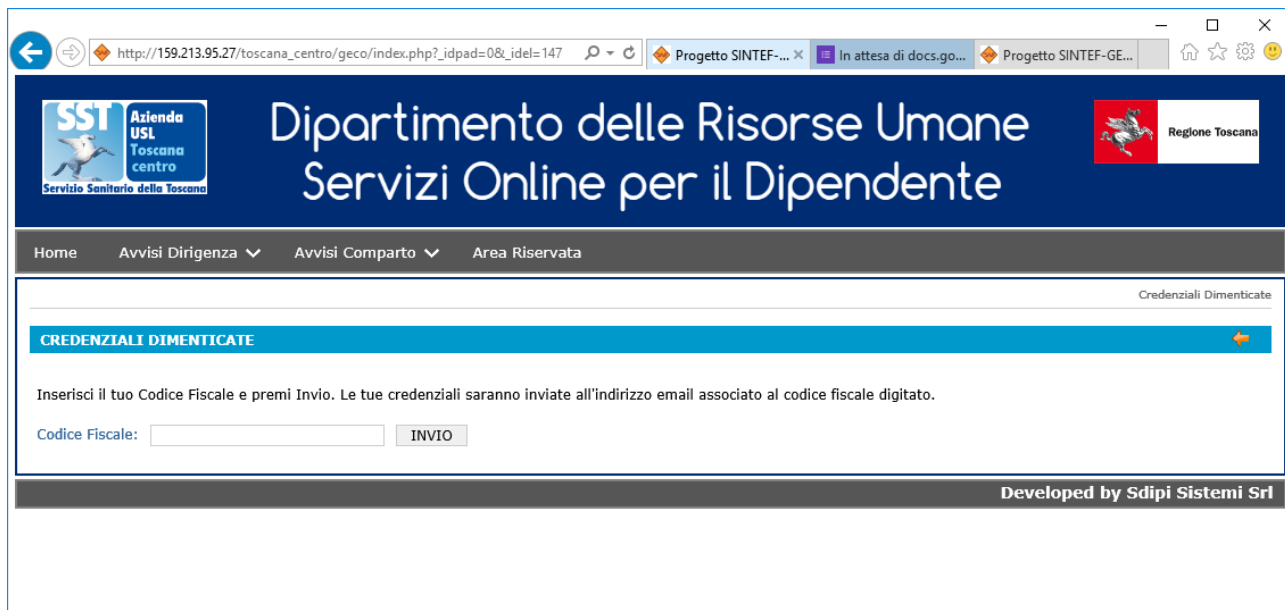 http://159.213.95.27/toscana_centro/geco/index.php?_idpad=0&_idel=147
Progetto SINTEF-...
In attesa di docs.go...
Progetto SINTEF-GE...
SST
Azienda
USL
Toscana
centro
Servizio Sanitario della Toscana
Dipartimento delle Risorse Umane
Servizi Online per il Dipendente
Regione Toscana
Home Avvisi Dirigenza Avvisi Comparto Area Riservata
Credenziali Dimenticate
CREDENZIALI DIMENTICATE
Inserisci il tuo Codice Fiscale e premi Invio. Le tue credenziali saranno inviate all'indirizzo email associato al codice fiscale digitato.
Codice Fiscale: INVIO
Developed by Sdipi Sistemi Srl